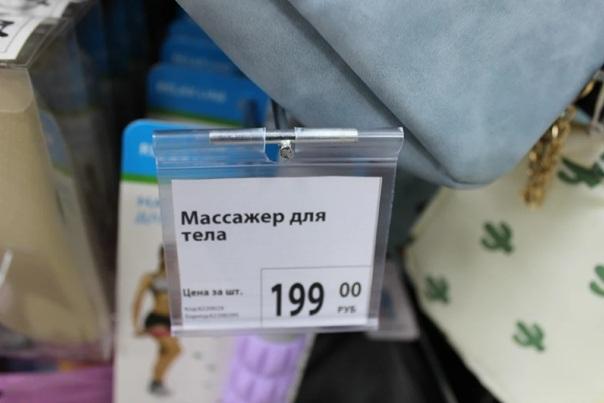 Массажер для
тела
Цена за шт.
199 00
РУБ